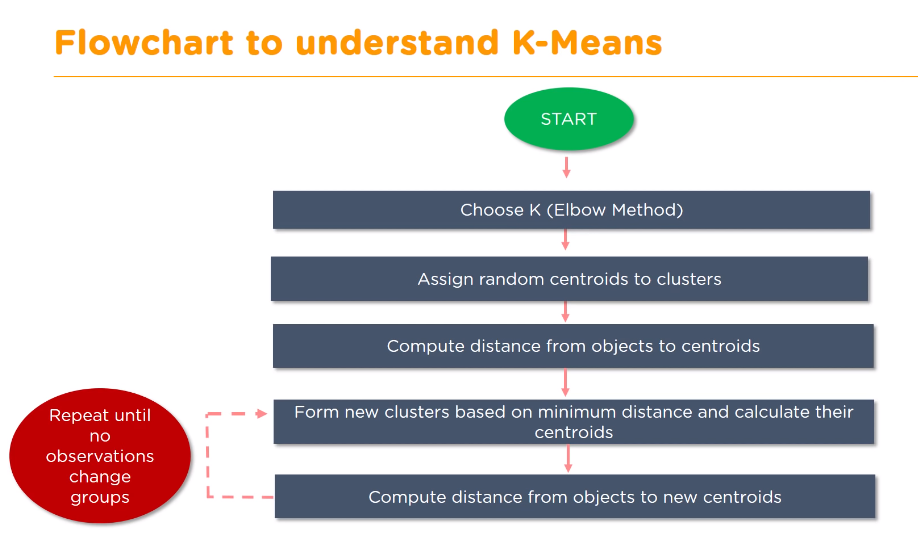 Flowchart to understand K-Means
START
Choose K (Elbow Method)
Assign random centroids to clusters
Compute distance from objects to centroids
Form new clusters based on minimum distance and calculate their
centroids
Repeat until
no
observations
change
groups
Compute distance from objects to new centroids